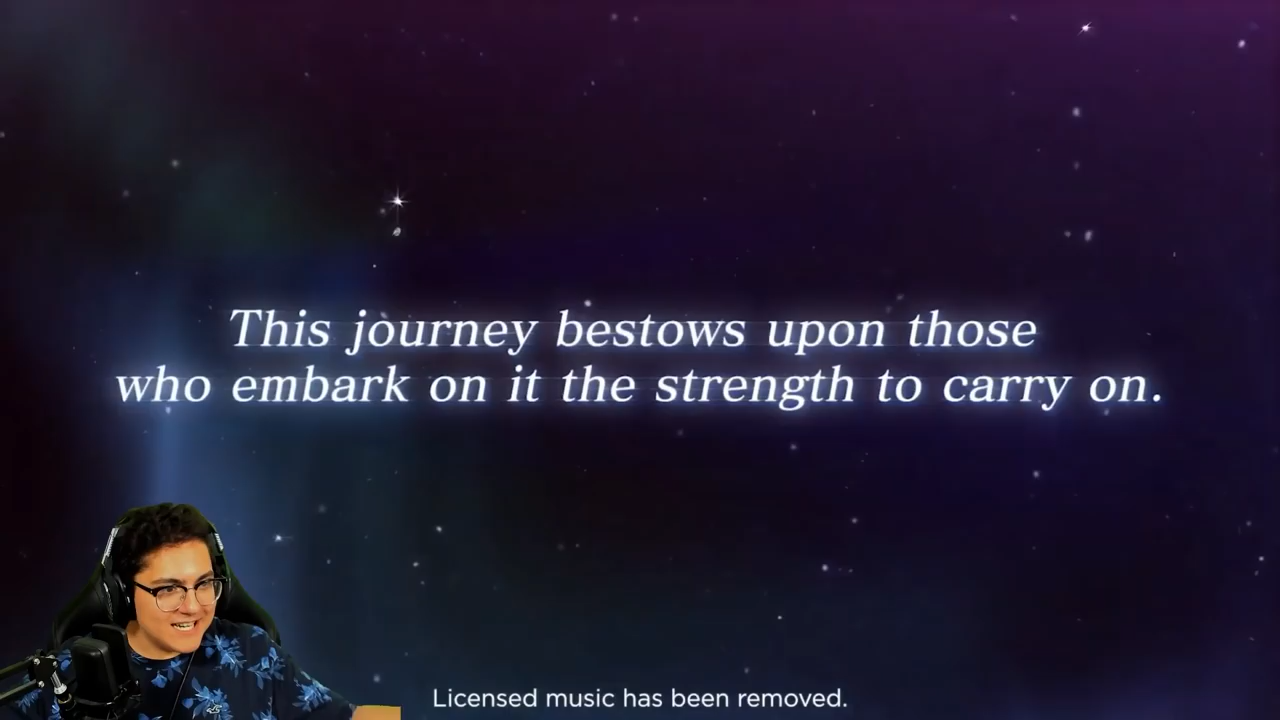 This journey bestows upon those
who embark on it the strength to carry on.
Licensed music has been removed.